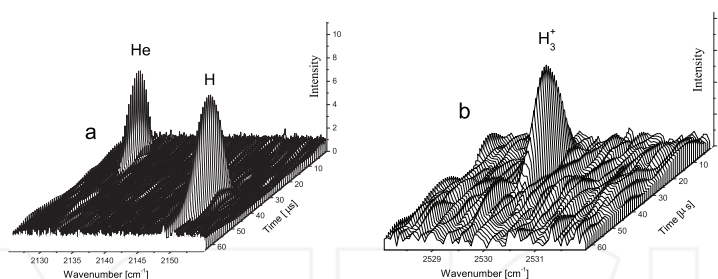 He
H
a
Intensity
10
8
6
4
2
0
10
20
30
40
50
60
Time [ μs]
2130 2135 2140 2145 2150
Wavenumber [cm⁻¹]
H₃⁺
b
Intensity
10
20
30
40
50
60
Time [μ s]
2529 2530 2531
Wavenumber [cm⁻¹]